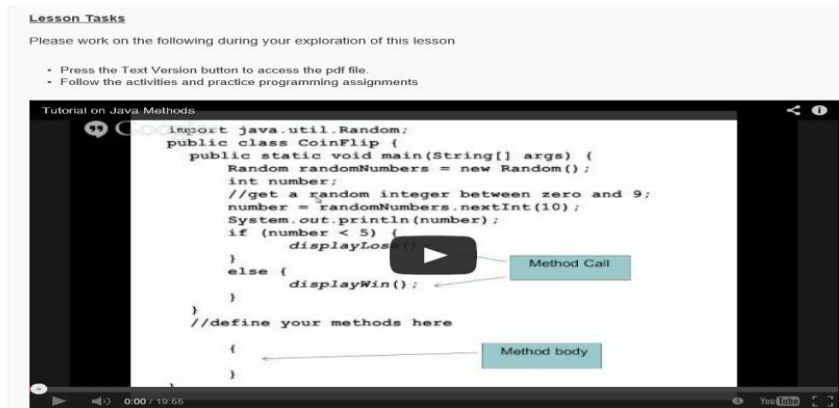 Lesson Tasks
Please work on the following during your exploration of this lesson
• Press the Text Version button to access the pdf file.
• Follow the activities and practice programming assignments
Tutorial on Java Methods
import java.util.Random;
public class CoinFlip {
public static void main(String[] args) {
Random randomNumbers = new Random();
int number;
//get a random integer between zero and 9;
number = randomNumbers.nextInt(10);
System.out.println(number);
if (number < 5) {
displayLose()
}
else {
displayWin();
}
}
//define your methods here
{
}
Method Call
Method body
0:00 / 19:55
YouTube